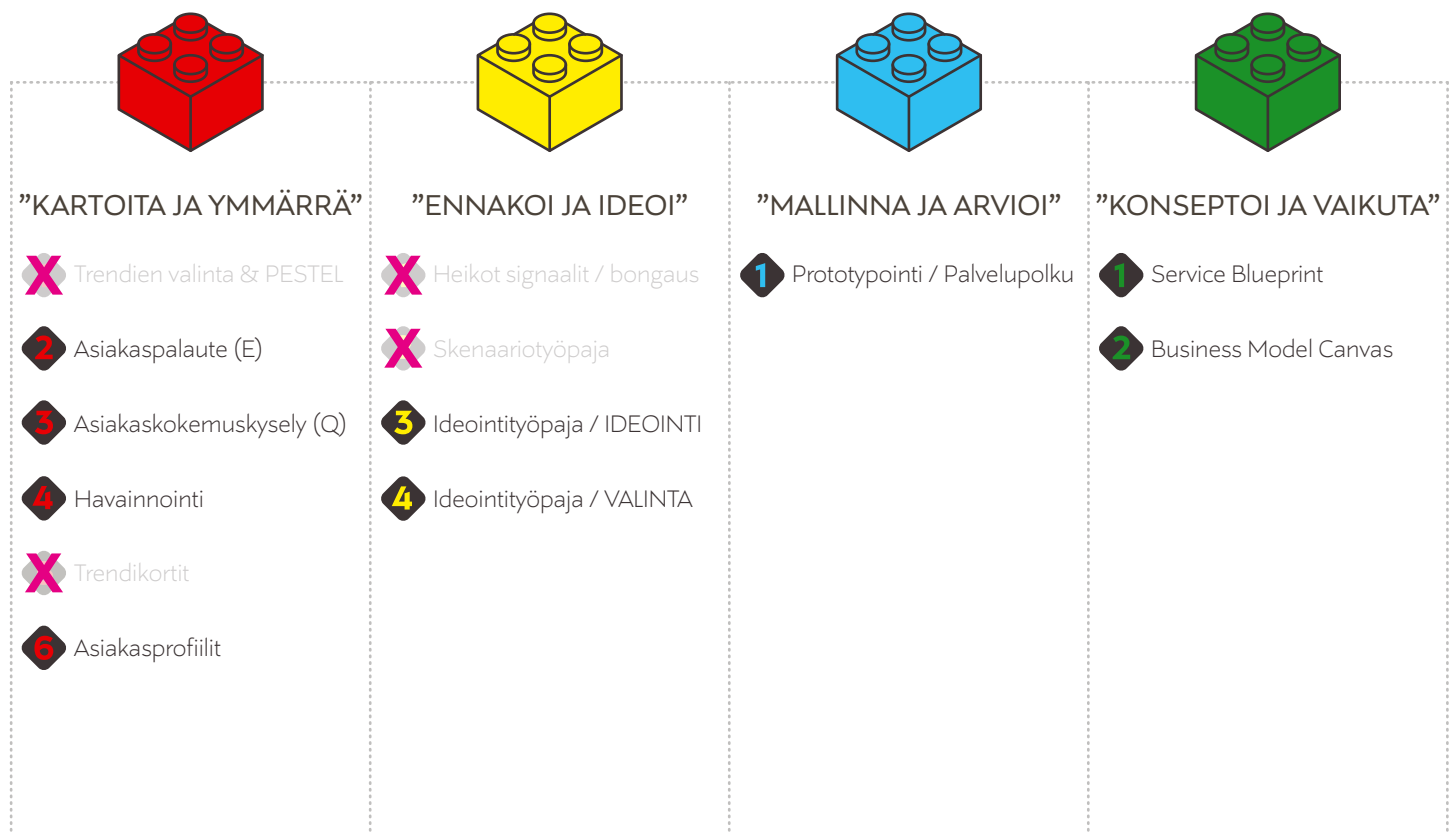 ”KARTOITA JA YMMÄRRÄ”
X Trendien valinta & PESTEL
2 Asiakaspalaute (E)
3 Asiakaskokemuskysely (Q)
4 Havainnointi
X Trendikortit
6 Asiakasprofiilit
”ENNAKOI JA IDEOI”
X Heikot signaalit / bongaus
X Skenaariotyöpaja
3 Ideointityöpaja / IDEOINTI
4 Ideointityöpaja / VALINTA
”MALLINNA JA ARVIOI”
1 Prototypointi / Palvelupolku
”KONSEPTOI JA VAIKUTA”
1 Service Blueprint
2 Business Model Canvas